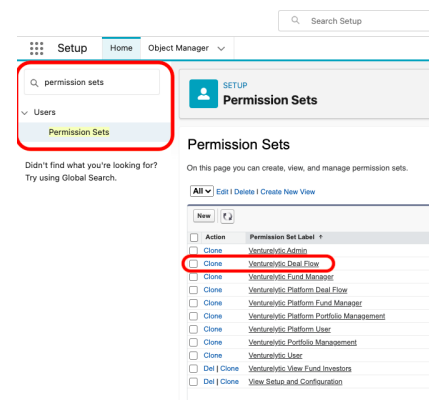 Search Setup
Setup Home Object Manager
permission sets
Users
Permission Sets
Didn't find what you're looking for?
Try using Global Search.
SETUP
Permission Sets
Permission Sets
On this page you can create, view, and manage permission sets.
All Edit | Delete | Create New View
New
Action Permission Set Label ↑
Clone Venturelytic Admin
Clone Venturelytic Deal Flow
Clone Venturelytic Fund Manager
Clone Venturelytic Platform Deal Flow
Clone Venturelytic Platform Fund Manager
Clone Venturelytic Platform Portfolio Management
Clone Venturelytic Platform User
Clone Venturelytic Portfolio Management
Clone Venturelytic User
Del | Clone Venturelytic View Fund Investors
Del | Clone View Setup and Configuration